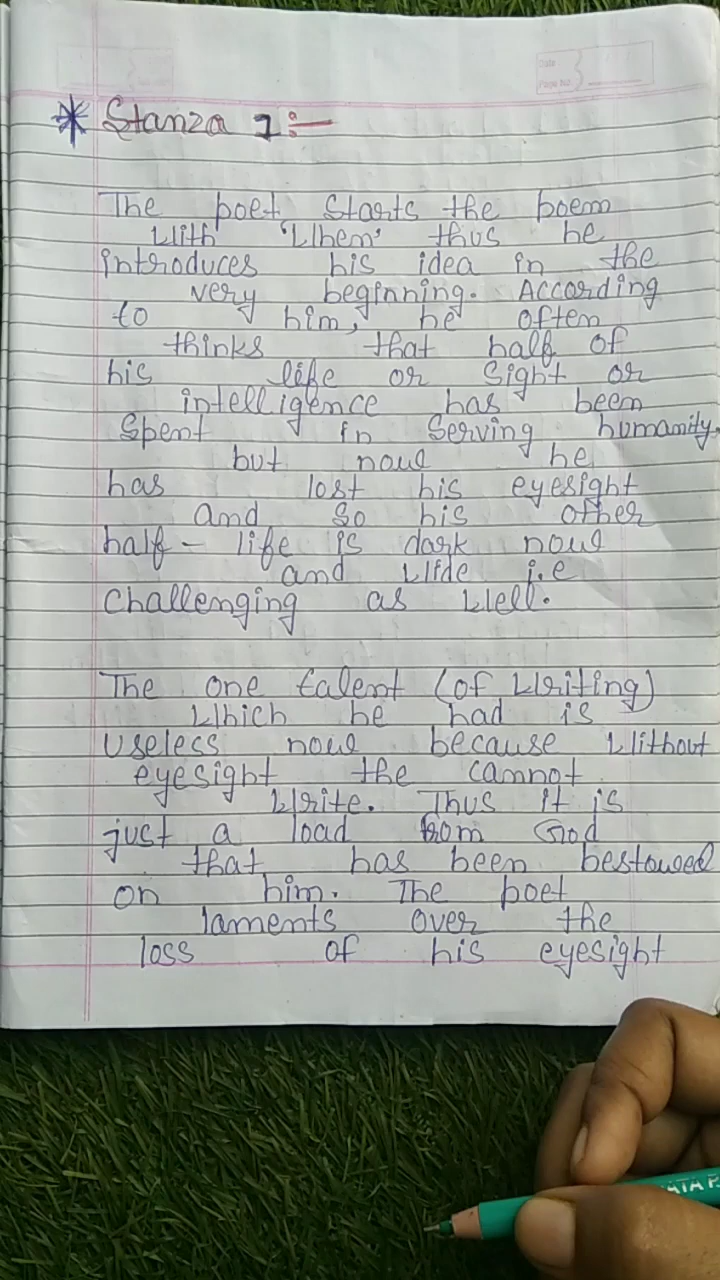 Date
Page No.
* Stanza 1 :-
The poet starts the poem
with 'When' thus he
introduces his idea in the
very beginning. According
to him, he often
thinks that half of
his life or sight or
intelligence has been
spent in serving humanity,
but now he
has lost his eyesight
and so his other
half - life is dark now
and wide i.e
challenging as well.
The one talent (of writing)
which he had is
useless now because without
eyesight the cannot
write. Thus it is
just a load from God
that has been bestowed
on him. The poet
laments over the
loss of his eyesight